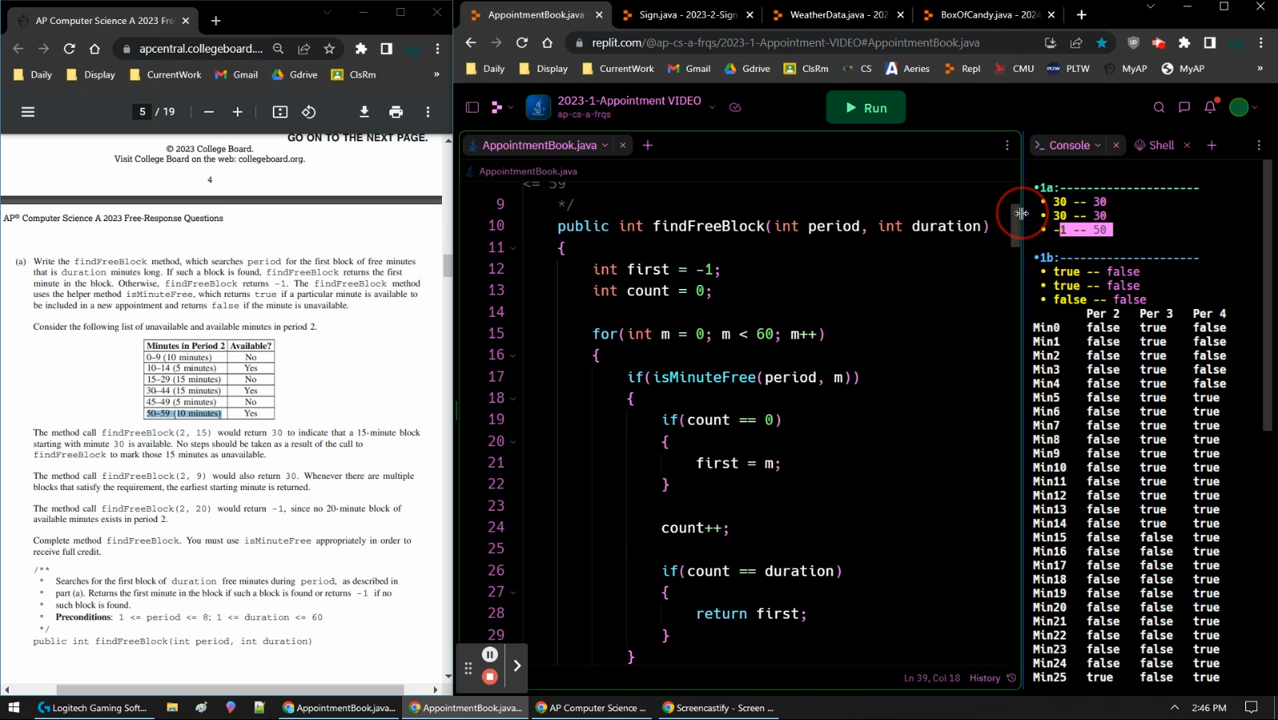 AP Computer Science A 2023 Free
AppointmentBook.java
Sign.java - 2023-2-Sign
WeatherData.java - 202
BoxOfCandy.java - 202
apcentral.collegeboard.
replit.com/@ap-cs-a-frqs/2023-1-Appointment-VIDEO#AppointmentBook.java
Daily Display CurrentWork Gmail Gdrive ClsRm »
Daily Display CurrentWork Gmail Gdrive ClsRm CS Aeries Repl CMU PLTW MyAP MyAP »
5 / 19
2023-1-Appointment VIDEO
ap-cs-a-frqs
Run
GO ON TO THE NEXT PAGE.
© 2023 College Board.
Visit College Board on the web: collegeboard.org.
4
AP® Computer Science A 2023 Free-Response Questions
(a) Write the findFreeBlock method, which searches period for the first block of free minutes
that is duration minutes long. If such a block is found, findFreeBlock returns the first
minute in the block. Otherwise, findFreeBlock returns -1. The findFreeBlock method
uses the helper method isMinuteFree, which returns true if a particular minute is available to
be included in a new appointment and returns false if the minute is unavailable.
Consider the following list of unavailable and available minutes in period 2.
Minutes in Period 2 Available?
0–9 (10 minutes) No
10–14 (5 minutes) Yes
15–29 (15 minutes) No
30–44 (15 minutes) Yes
45–49 (5 minutes) No
50–59 (10 minutes) Yes
The method call findFreeBlock(2, 15) would return 30 to indicate that a 15-minute block
starting with minute 30 is available. No steps should be taken as a result of the call to
findFreeBlock to mark those 15 minutes as unavailable.
The method call findFreeBlock(2, 9) would also return 30. Whenever there are multiple
blocks that satisfy the requirement, the earliest starting minute is returned.
The method call findFreeBlock(2, 20) would return -1, since no 20-minute block of
available minutes exists in period 2.
Complete method findFreeBlock. You must use isMinuteFree appropriately in order to
receive full credit.
/**
* Searches for the first block of duration free minutes during period, as described in
* part (a). Returns the first minute in the block if such a block is found or returns -1 if no
* such block is found.
* Preconditions: 1 <= period <= 8; 1 <= duration <= 60
*/
public int findFreeBlock(int period, int duration)
AppointmentBook.java
AppointmentBook.java
<= 59
9 */
10 public int findFreeBlock(int period, int duration)
11 {
12 int first = -1;
13 int count = 0;
14
15 for(int m = 0; m < 60; m++)
16 {
17 if(isMinuteFree(period, m))
18 {
19 if(count == 0)
20 {
21 first = m;
22 }
23
24 count++;
25
26 if(count == duration)
27 {
28 return first;
29 }
}
Ln 39, Col 18 History
Console
Shell
•1a:----------------------
• 30 -- 30
• 30 -- 30
• -1 -- 50
•1b:----------------------
• true -- false
• true -- false
• false -- false
Per 2 Per 3 Per 4
Min0 false true false
Min1 false true false
Min2 false true false
Min3 false true false
Min4 false true false
Min5 false true true
Min6 false true true
Min7 false true true
Min8 false true true
Min9 false true true
Min10 false true true
Min11 false true true
Min12 false true true
Min13 false true true
Min14 false true true
Min15 false false true
Min16 false false true
Min17 false false true
Min18 false false true
Min19 false false true
Min20 false false true
Min21 false false true
Min22 false false true
Min23 false false true
Min24 false false true
Min25 false false true
Logitech Gaming Soft...
AppointmentBook.java...
AppointmentBook.java...
AP Computer Science ...
Screencastify - Screen ...
2:46 PM